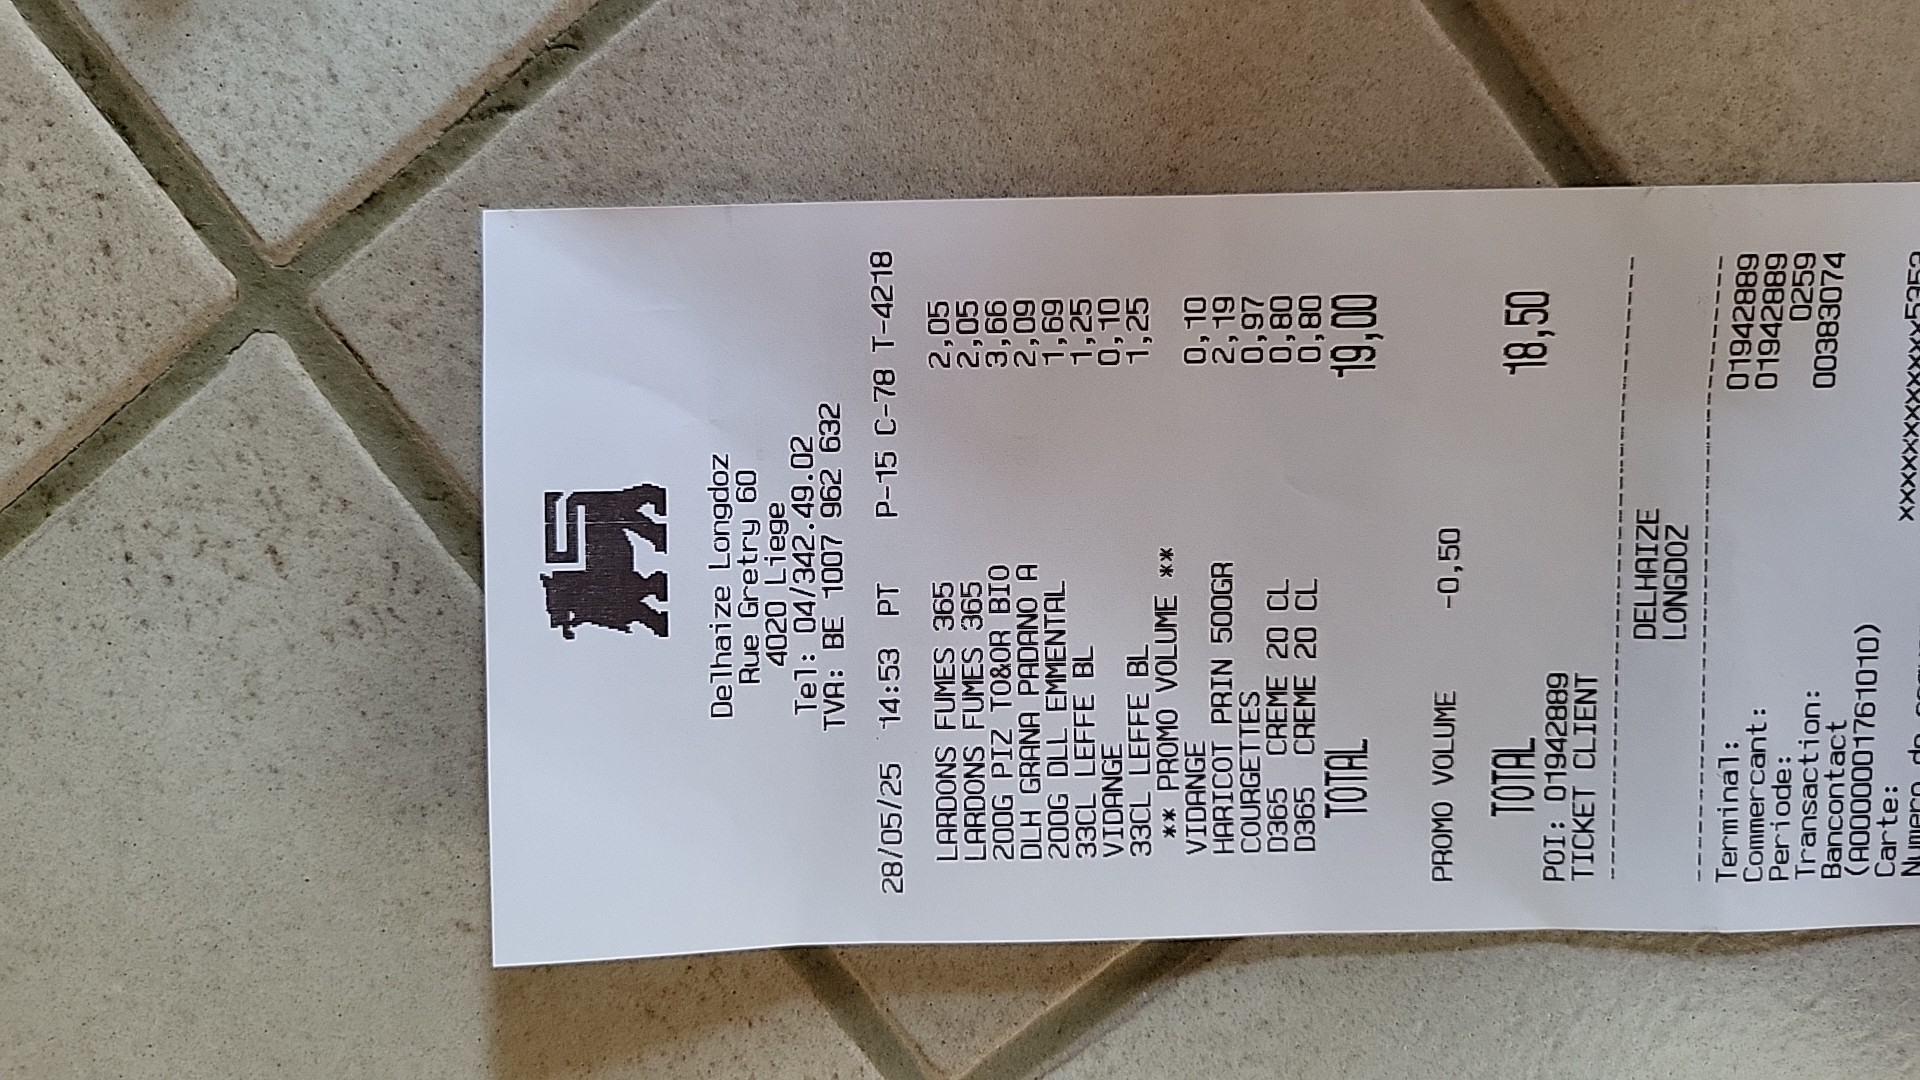 Delhaize Longdoz
Rue Gretry 60
4020 Liege
Tel: 04/342.49.02
TVA: BE 1007 962 632
28/05/25 14:53 PT P-15 C-78 T-4218
LARDONS FUMES 365 2,05
LARDONS FUMES 365 2,05
200G PIZ TO&OR BIO 3,66
DLH GRANA PADANO A 2,09
200G DLL EMMENTAL 1,69
33CL LEFFE BL 1,25
VIDANGE 0,10
33CL LEFFE BL 1,25
** PROMO VOLUME **
VIDANGE 0,10
HARICOT PRIN 500GR 2,19
COURGETTES 0,97
D365 CREME 20 CL 0,80
D365 CREME 20 CL 0,80
TOTAL 19,00
PROMO VOLUME -0,50
TOTAL 18,50
POI: 01942889
TICKET CLIENT
DELHAIZE
LONGDOZ
Terminal: 01942889
Commercant: 01942889
Periode: 0259
Transaction: 00383074
Bancontact
(A0000001761010)
Carte: xxxxxxxxxxxxx5353
Numero de